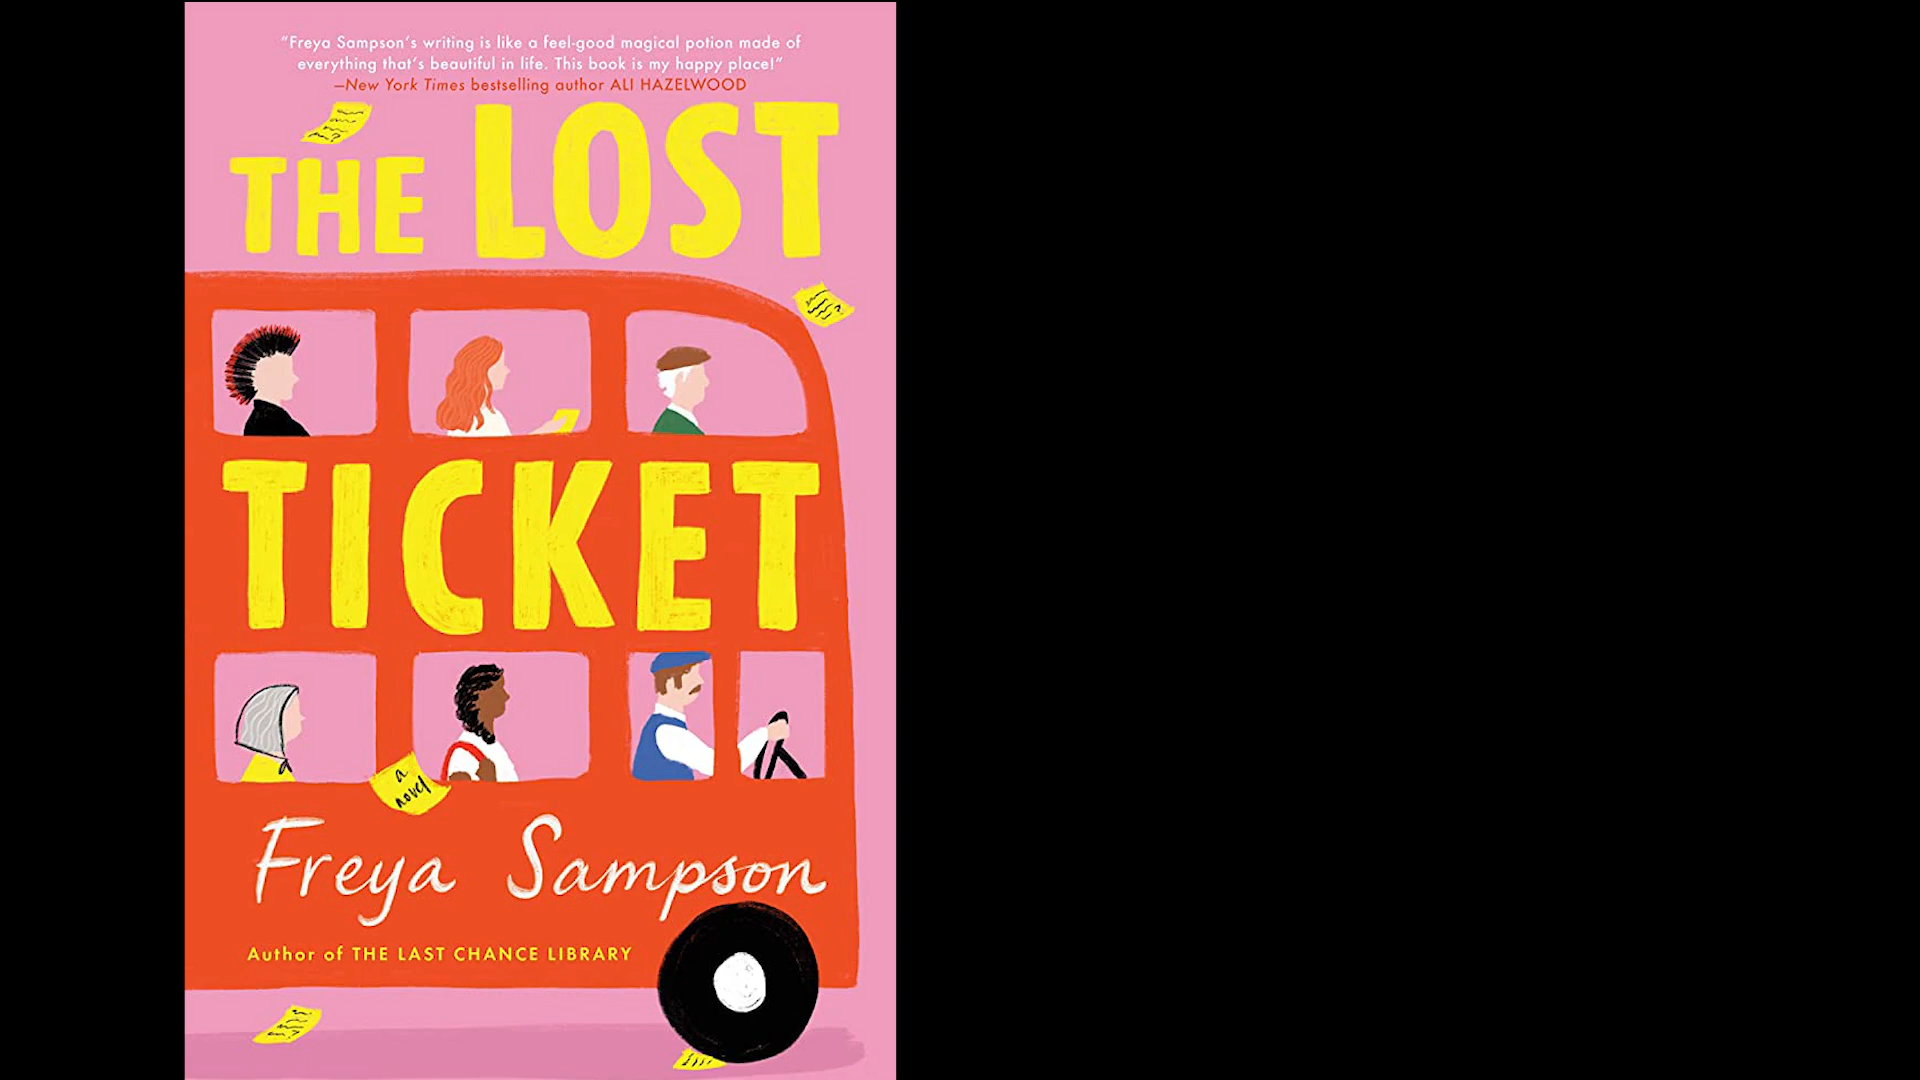 “Freya Sampson’s writing is like a feel-good magical potion made of
everything that’s beautiful in life. This book is my happy place!”
—New York Times bestselling author ALI HAZELWOOD
THE LOST
TICKET
a
novel
Freya Sampson
Author of THE LAST CHANCE LIBRARY